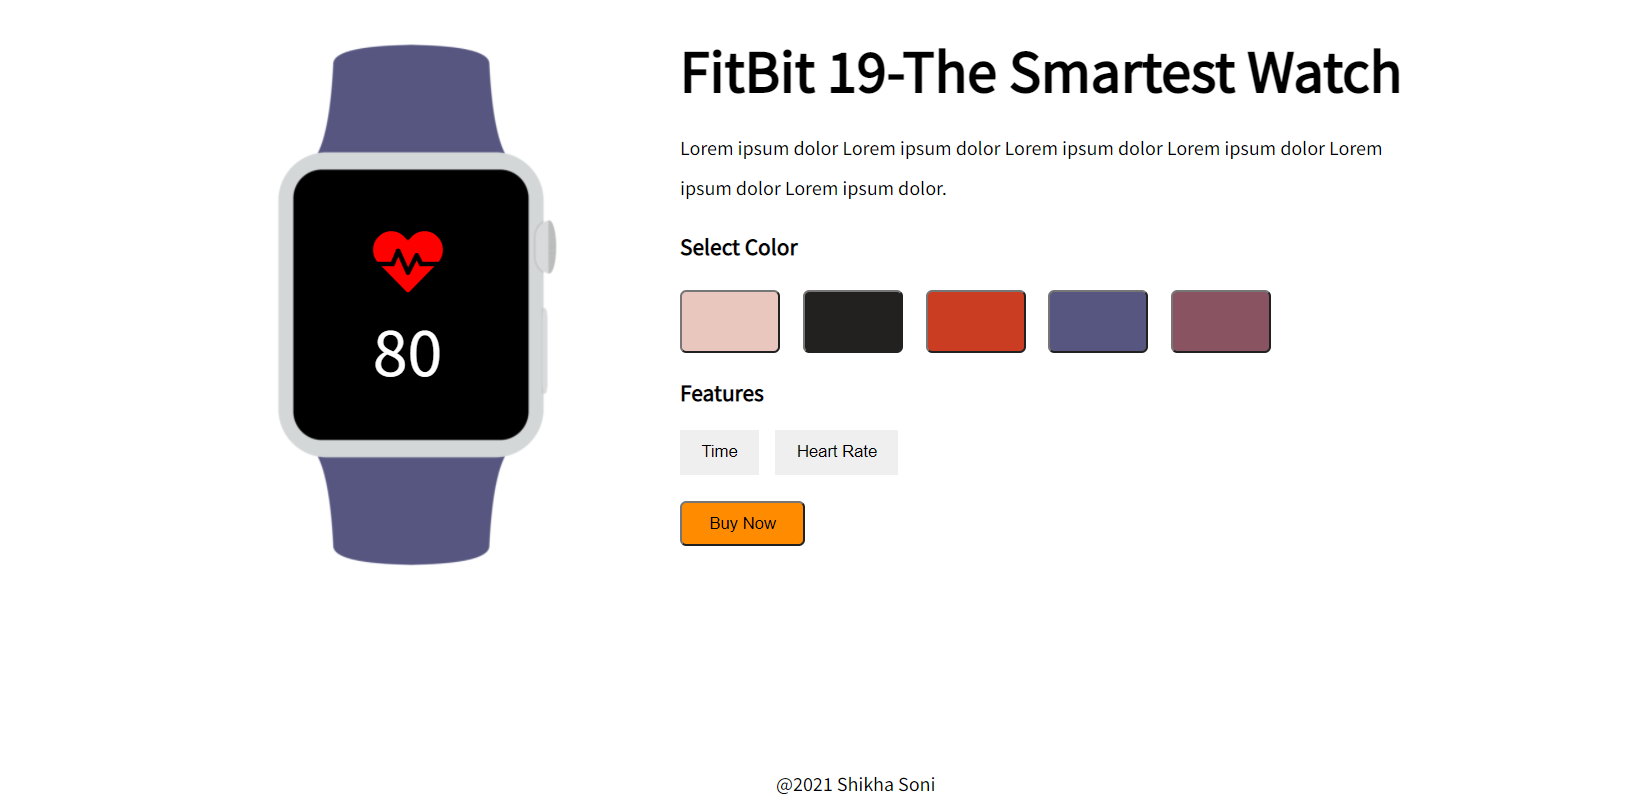 FitBit 19-The Smartest Watch
Lorem ipsum dolor Lorem ipsum dolor Lorem ipsum dolor Lorem ipsum dolor Lorem
ipsum dolor Lorem ipsum dolor.
Select Color
80
Features
Time
Heart Rate
Buy Now
@2021 Shikha Soni